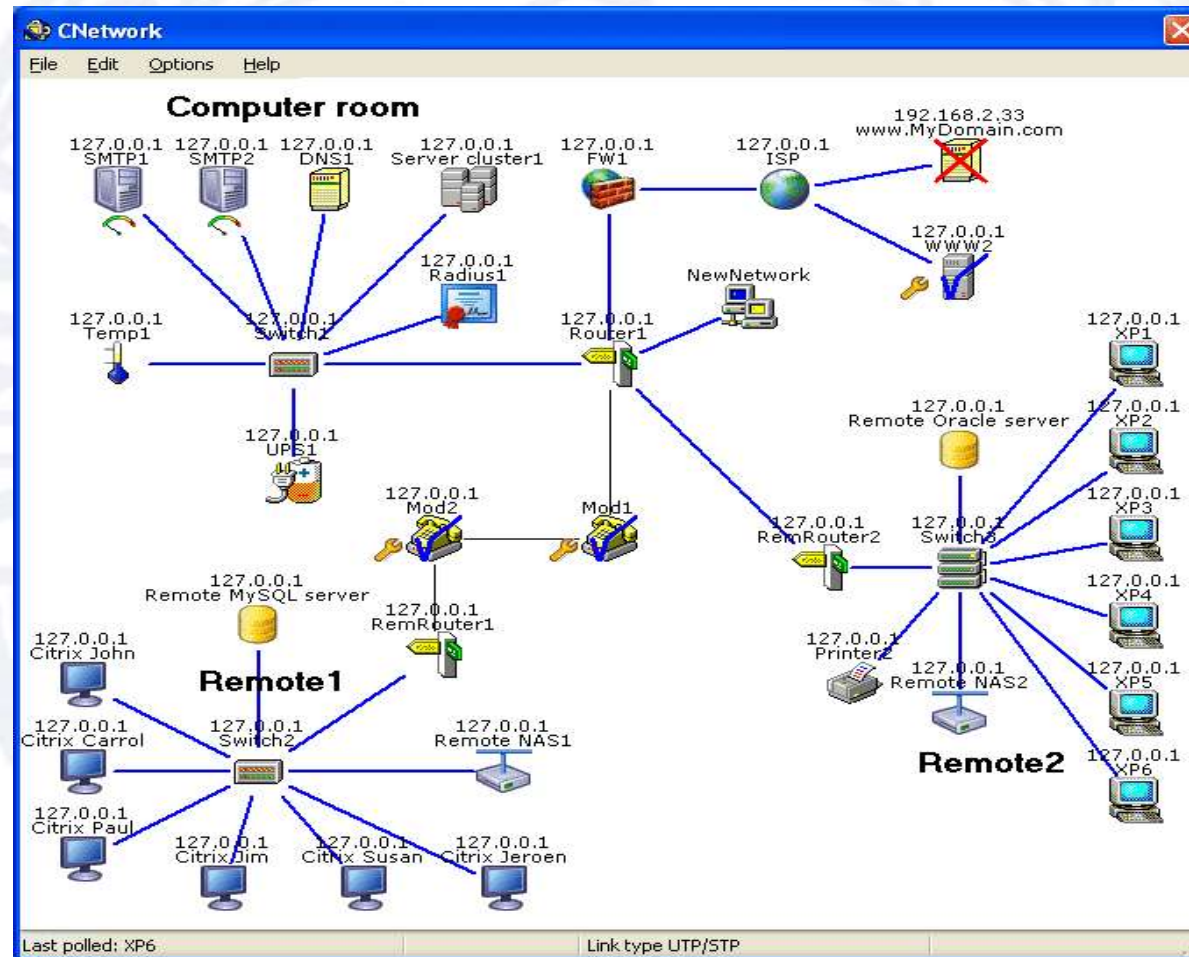 CNetwork
File Edit Options Help
Computer room
192.168.2.33
www.MyDomain.com
127.0.0.1
SMTP1
127.0.0.1
SMTP2
127.0.0.1
DNS1
127.0.0.1
Server cluster1
127.0.0.1
FW1
127.0.0.1
ISP
127.0.0.1
WWW2
127.0.0.1
Radius1
NewNetwork
127.0.0.1
Temp1
127.0.0.1
Switch1
127.0.0.1
Router1
127.0.0.1
XP1
127.0.0.1
Remote Oracle server
127.0.0.1
XP2
127.0.0.1
UPS1
127.0.0.1
Mod2
Mod1
127.0.0.1
XP3
127.0.0.1
RemRouter2
127.0.0.1
Switch3
127.0.0.1
Remote MySQL server
127.0.0.1
XP4
127.0.0.1
RemRouter1
127.0.0.1
Citrix John
127.0.0.1
Printer2
127.0.0.1
Remote NAS2
127.0.0.1
XP5
Remote1
127.0.0.1
Citrix Carrol
127.0.0.1
Switch2
127.0.0.1
Remote NAS1
Remote2
127.0.0.1
XP6
127.0.0.1
Citrix Paul
127.0.0.1
Citrix Jim
127.0.0.1
Citrix Susan
127.0.0.1
Citrix Jeroen
Last polled: XP6
Link type UTP/STP